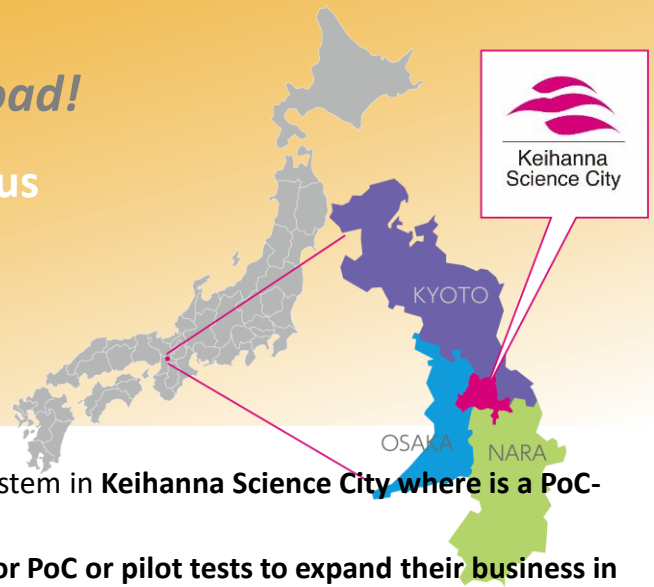 oad!
us
Keihanna
Science City
KYOTO
OSAKA
NARA
stem in Keihanna Science City where is a PoC-
or PoC or pilot tests to expand their business in